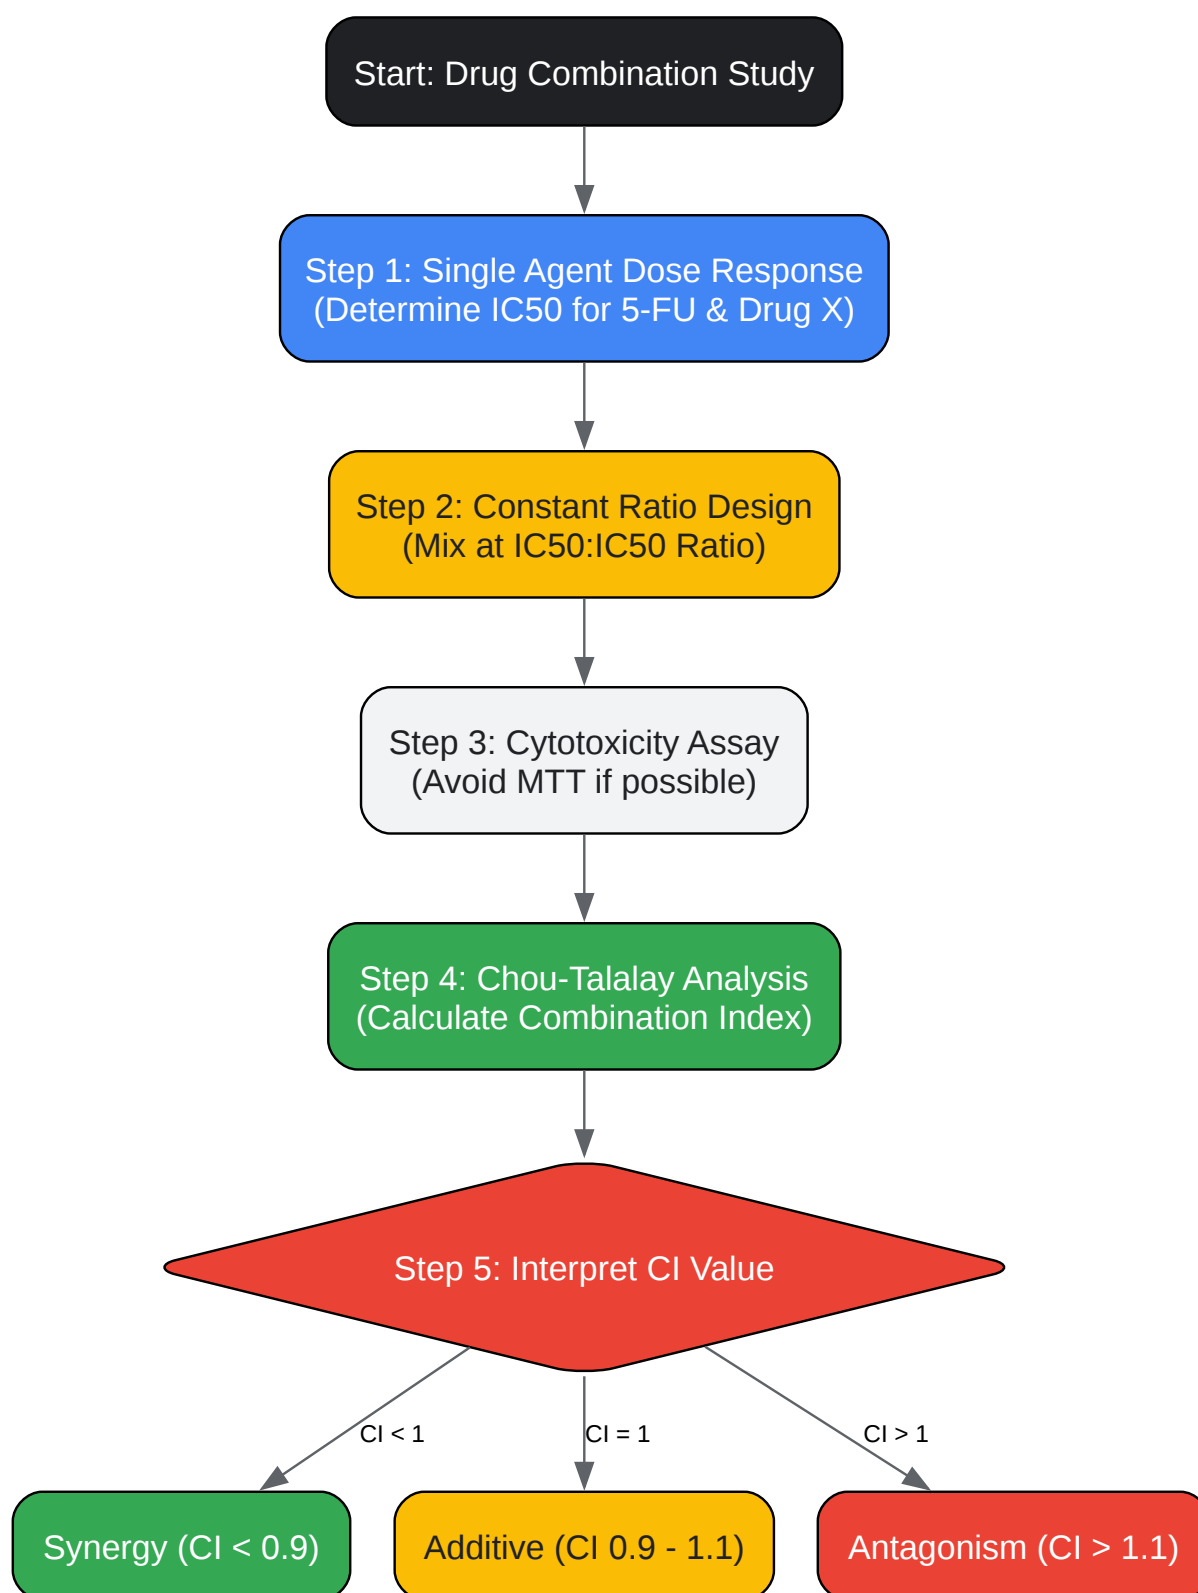 Start: Drug Combination Study
Step 1: Single Agent Dose Response
(Determine IC50 for 5-FU & Drug X)
Step 2: Constant Ratio Design
(Mix at IC50:IC50 Ratio)
Step 3: Cytotoxicity Assay
(Avoid MTT if possible)
Step 4: Chou-Talalay Analysis
(Calculate Combination Index)
Step 5: Interpret CI Value
CI < 1
CI = 1
CI > 1
Synergy (CI < 0.9)
Additive (CI 0.9 - 1.1)
Antagonism (CI > 1.1)